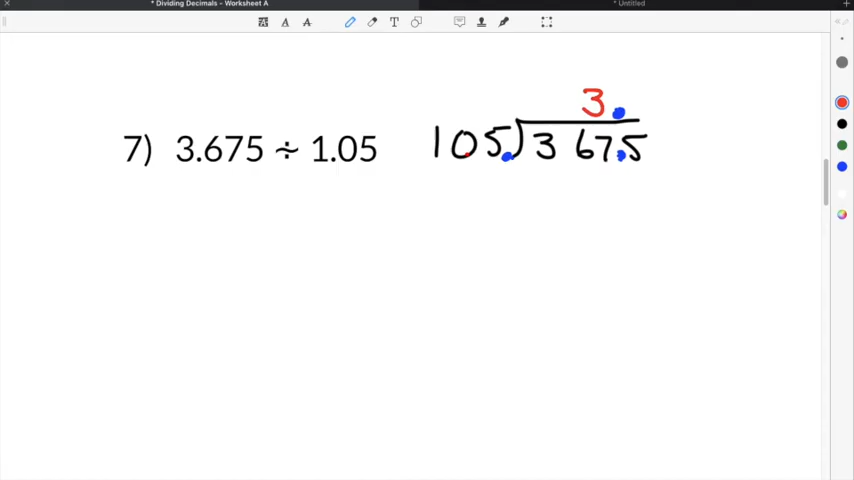 * Dividing Decimals - Worksheet A
* Untitled
A A T
3.
7) 3.675 ÷ 1.05 105.)367.5